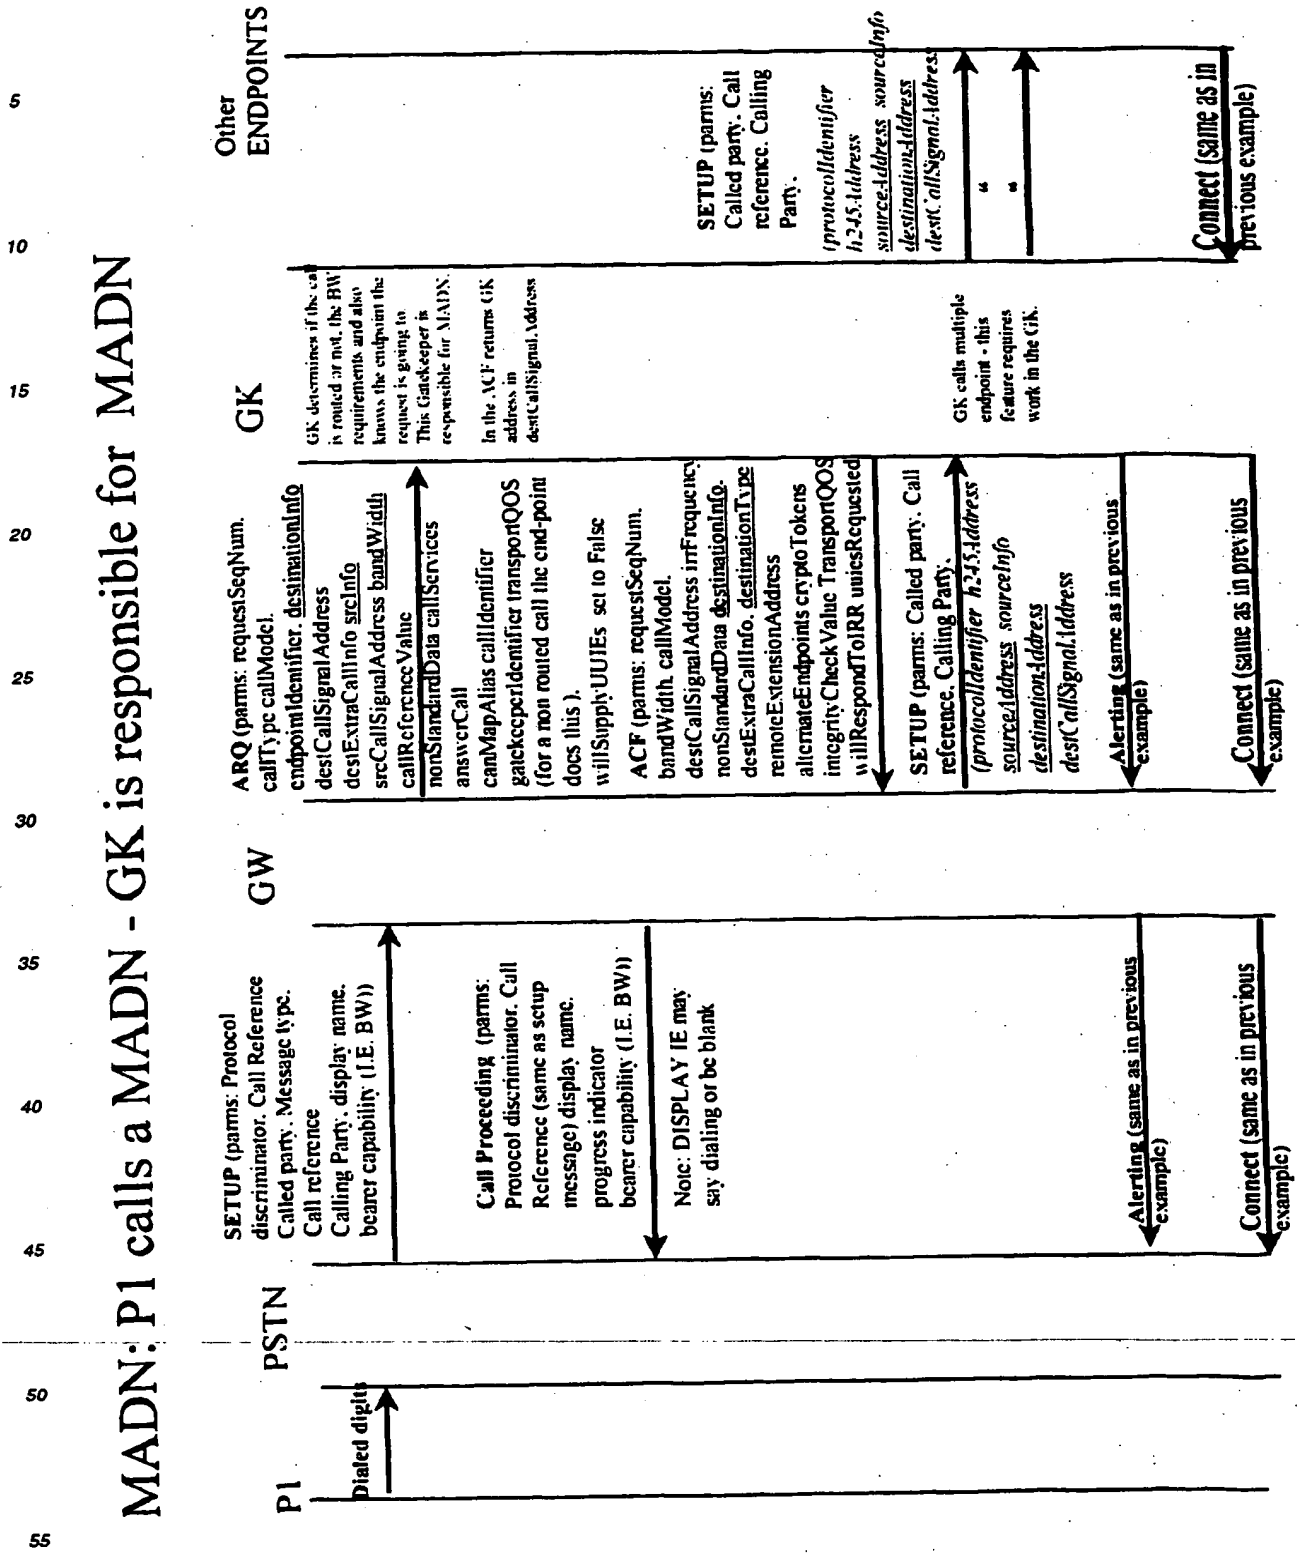 MADN: P1 calls a MADN - GK is responsible for MADN
P1
PSTN
GW
GK
Other
ENDPOINTS
Dialed digits
SETUP (parms: Protocol
discriminator. Call Reference
Called party. Message type.
Call reference
Calling Party. display name.
bearer capability (I.E. BW))
Call Proceeding (parms:
Protocol discriminator. Call
Reference (same as setup
message) display name.
progress indicator
bearer capability (I.E. BW))
Note: DISPLAY IE may
say dialing or be blank
Alerting (same as in previous
example)
Connect (same as in previous
example)
ARQ (parms: requestSeqNum.
callType callModel.
endpointIdentifier. destinationInfo
destCallSignalAddress
destExtraCallInfo srcInfo
srcCallSignalAddress bandWidth
callReferenceValue
nonStandardData callServices
answerCall
canMapAlias callIdentifier
gatekeeperIdentifier transportQOS
(for a non routed call the end-point
does this ).
willSupplyUUIEs set to False
ACF (parms: requestSeqNum.
bandWidth. callModel.
destCallSignalAddress irrFrequency
nonStandardData destinationInfo.
destExtraCallInfo. destinationType
remoteExtensionAddress
alternateEndpoints cryptoTokens
integrityCheckValue TransportQOS
willRespondToIRR uuiesRequested
SETUP (parms: Called party. Call
reference. Calling Party.
(protocolIdentifier h245Address
sourceAddress sourceInfo
destinationAddress
destCallSignalAddress
Alerting (same as in previous
example)
Connect (same as in previous
example)
GK determines if the call
is routed or not. the BW
requirements and also
knows the endpoint the
request is going to
This Gatekeeper is
responsible for MADN.
In the ACF returns GK
address in
destCallSignalAddress
GK calls multiple
endpoint - this
feature requires
work in the GK.
SETUP (parms:
Called party. Call
reference. Calling
Party.
(protocolIdentifier
h245Address
sourceAddress sourceInfo
destinationAddress
destCallSignalAddress
“
“
Connect (same as in
previous example)
5
10
15
20
25
30
35
40
45
50
55